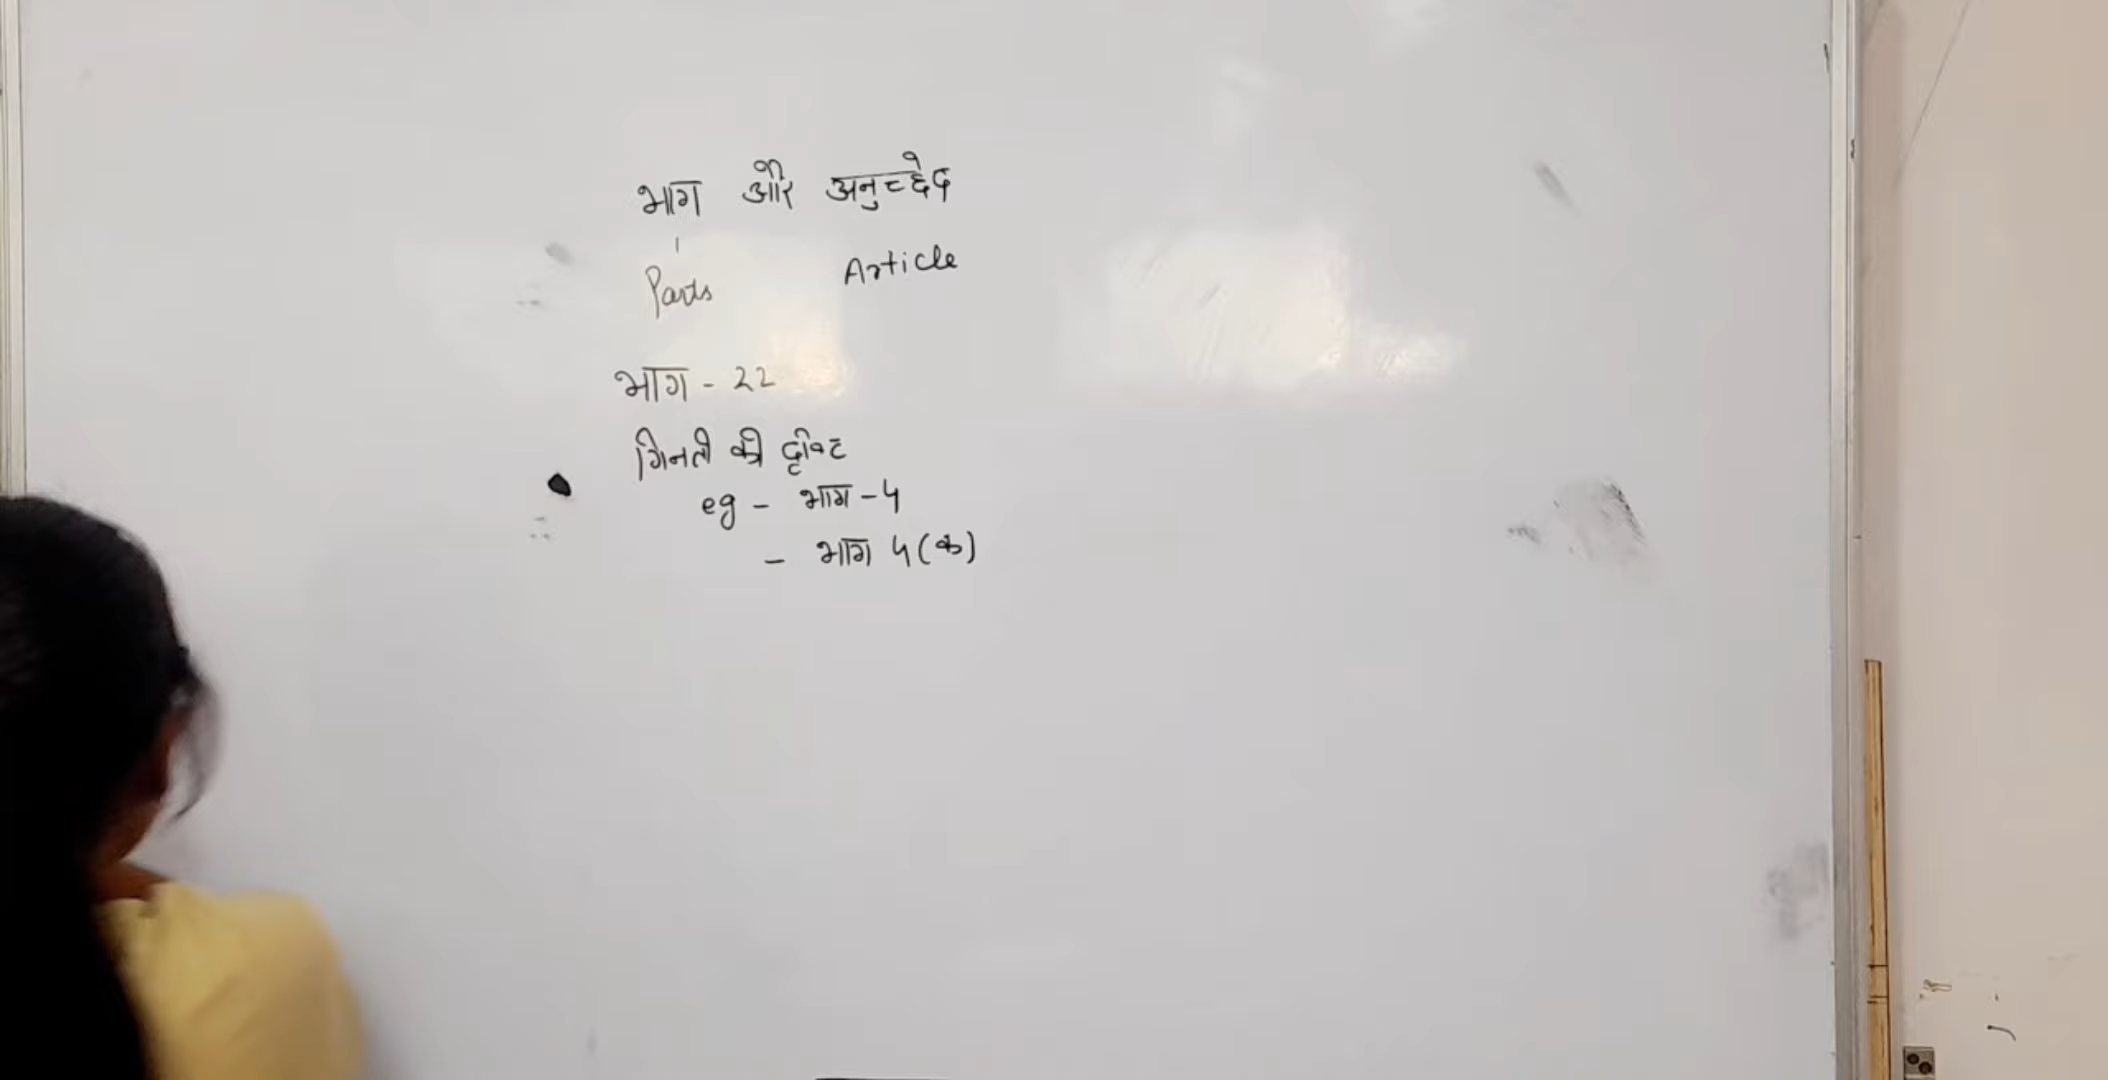 भाग और अनुच्छेद
Parts Article
भाग - 22
गिनती की दृष्टि
eg - भाग - 4
- भाग 4 (क)